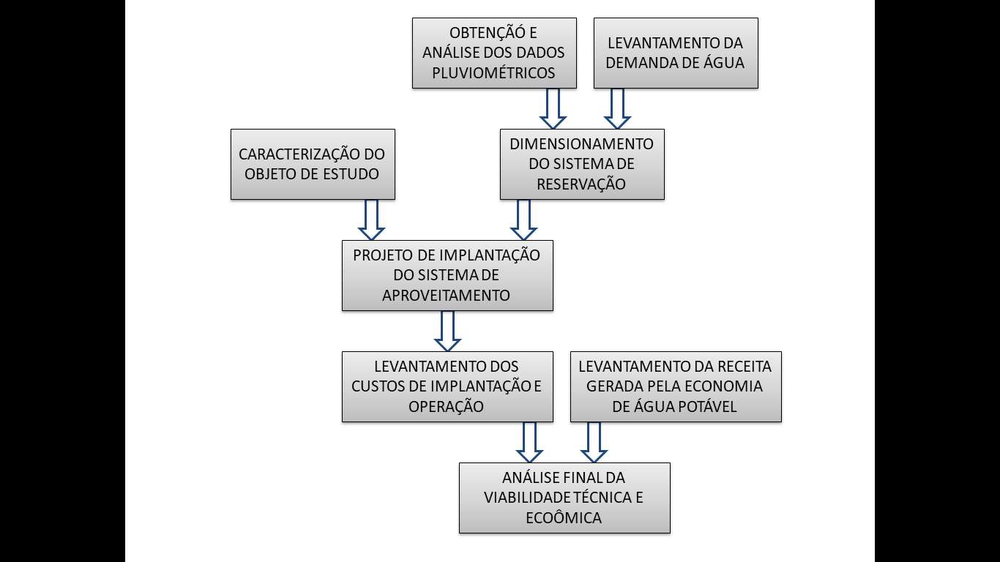 OBTENÇÃÓ E
ANÁLISE DOS DADOS
PLUVIOMÉTRICOS
LEVANTAMENTO DA
DEMANDA DE ÁGUA
CARACTERIZAÇÃO DO
OBJETO DE ESTUDO
DIMENSIONAMENTO
DO SISTEMA DE
RESERVAÇÃO
PROJETO DE IMPLANTAÇÃO
DO SISTEMA DE
APROVEITAMENTO
LEVANTAMENTO DOS
CUSTOS DE IMPLANTAÇÃO E
OPERAÇÃO
LEVANTAMENTO DA RECEITA
GERADA PELA ECONOMIA
DE ÁGUA POTÁVEL
ANÁLISE FINAL DA
VIABILIDADE TÉCNICA E
ECOÔMICA